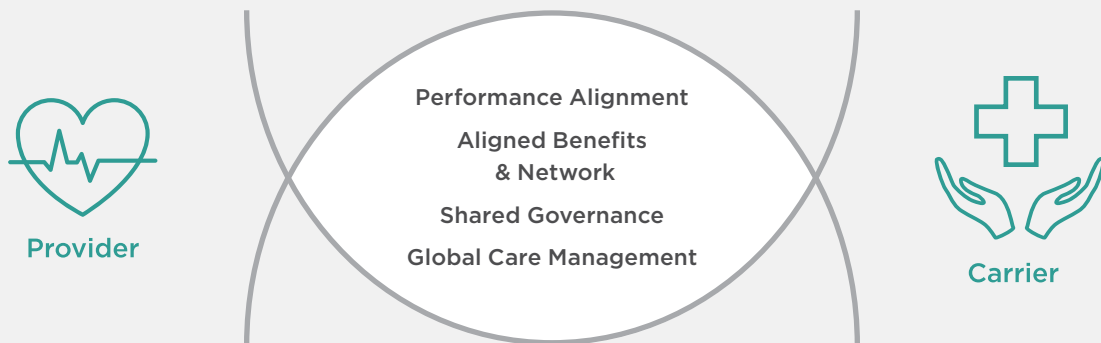 Performance Alignment
Aligned Benefits
& Network
Shared Governance
Global Care Management
Provider
Carrier